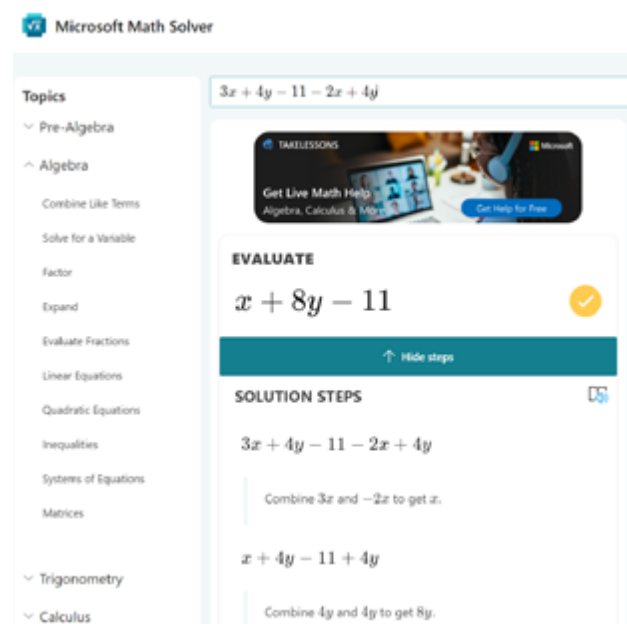 Microsoft Math Solver
Topics
Pre-Algebra
Algebra
Combine Like Terms
Solve for a Variable
Factor
Expand
Evaluate Fractions
Linear Equations
Quadratic Equations
Inequalities
Systems of Equations
Matrices
Trigonometry
Calculus
3x + 4y − 11 − 2x + 4y
TAKELESSONS
Microsoft
Get Live Math Help
Algebra, Calculus & More
Get Help for Free
EVALUATE
x + 8y − 11
Hide steps
SOLUTION STEPS
3x + 4y − 11 − 2x + 4y
Combine 3x and −2x to get x.
x + 4y − 11 + 4y
Combine 4y and 4y to get 8y.